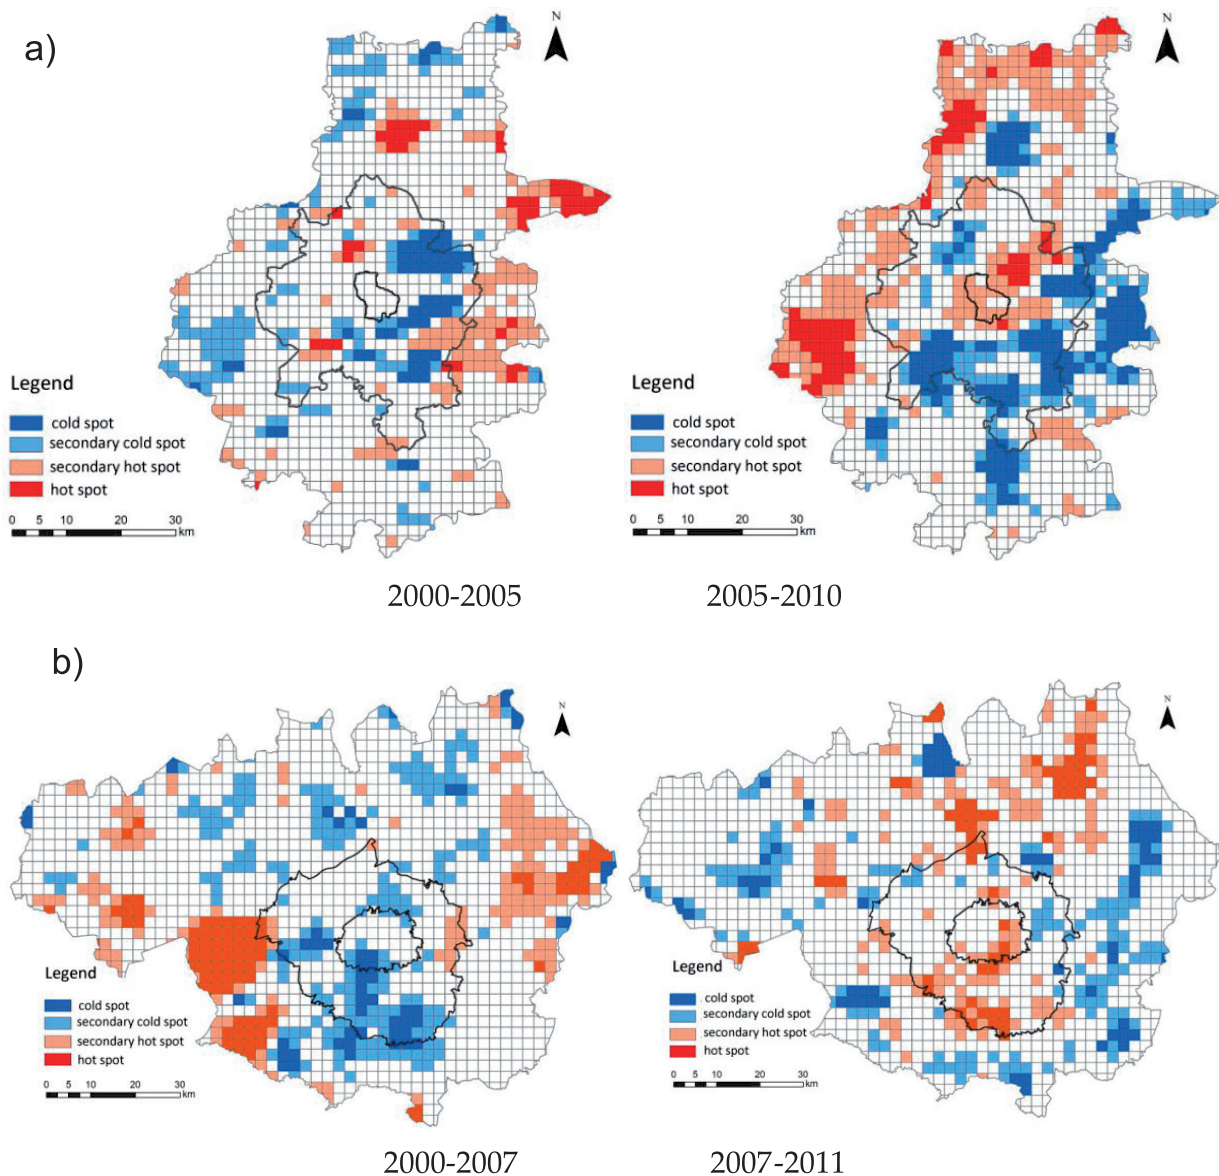 a)
N
N
Legend
cold spot
secondary cold spot
secondary hot spot
hot spot
0 5 10 20 30
km
Legend
cold spot
secondary cold spot
secondary hot spot
hot spot
0 5 10 20 30
km
2000-2005
2005-2010
b)
N
N
Legend
cold spot
secondary cold spot
secondary hot spot
hot spot
0 5 10 20 30
km
Legend
cold spot
secondary cold spot
secondary hot spot
hot spot
0 5 10 20 30
km
2000-2007
2007-2011